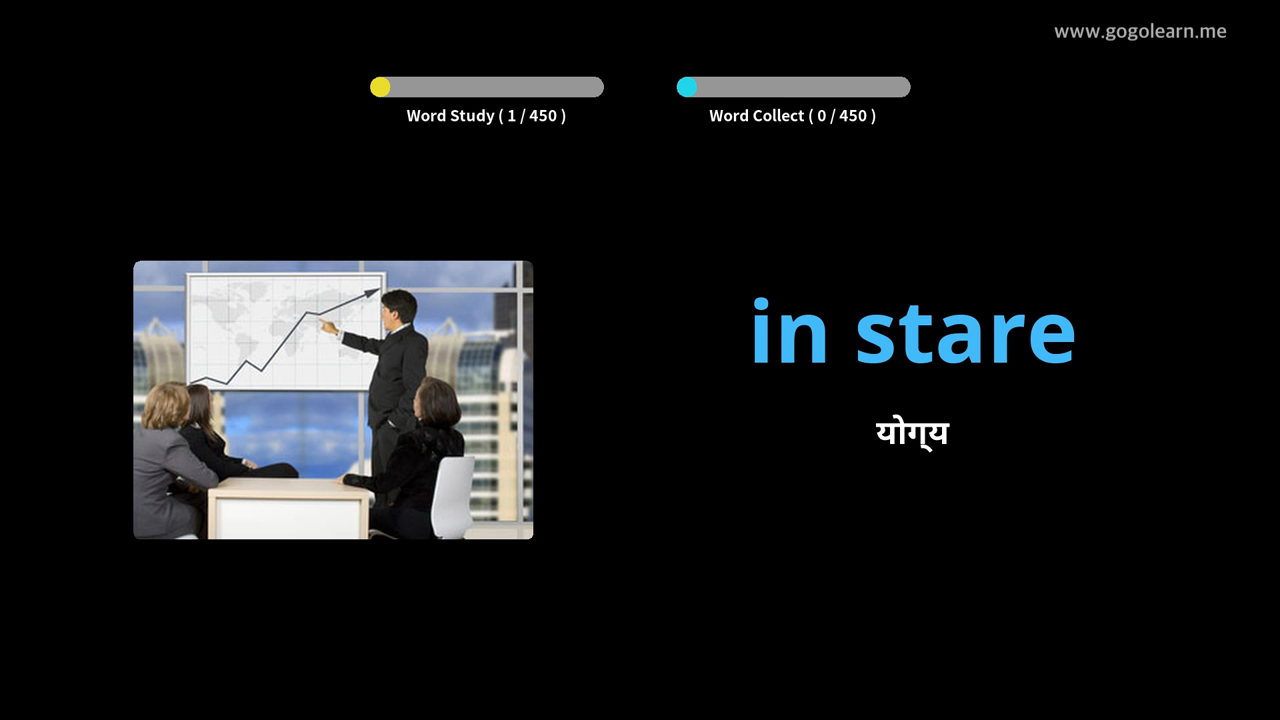 www.gogolearn.me
Word Study ( 1 / 450 )
Word Collect ( 0 / 450 )
in stare
योग्य